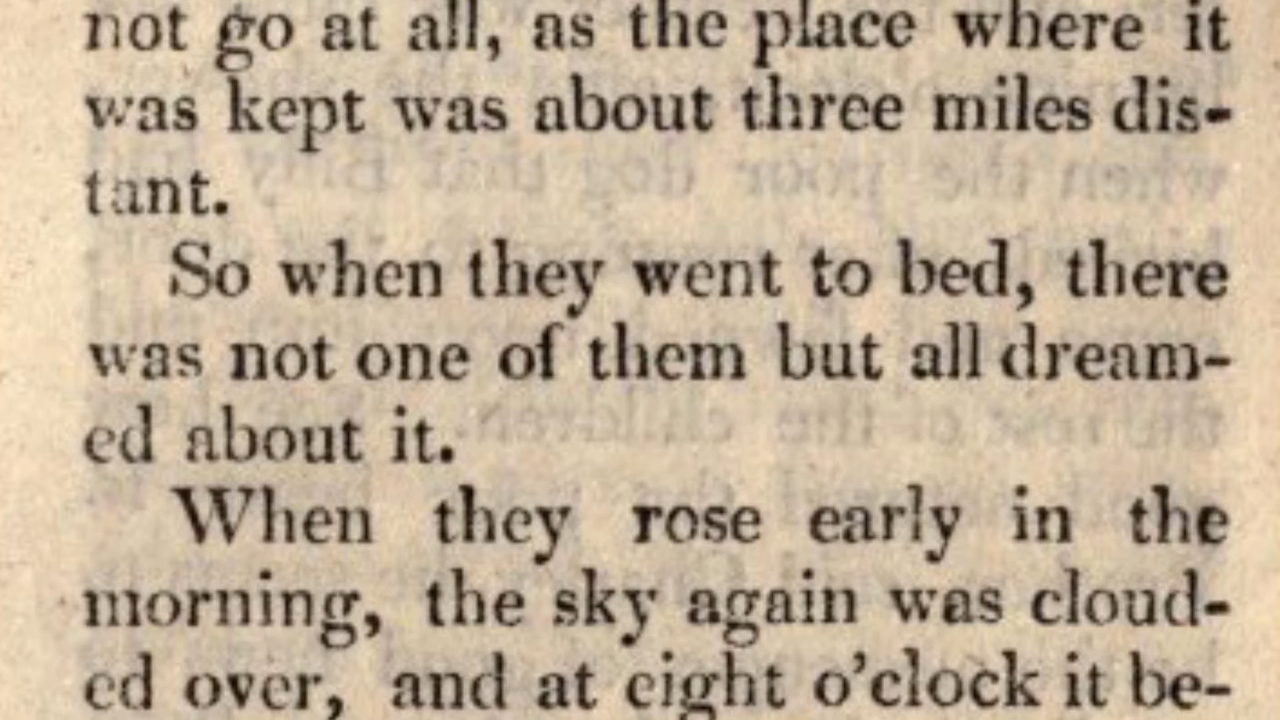 not go at all, as the place where it
was kept was about three miles dis-
tant.
So when they went to bed, there
was not one of them but all dream-
ed about it.
When they rose early in the
morning, the sky again was cloud-
ed over, and at eight o'clock it be-